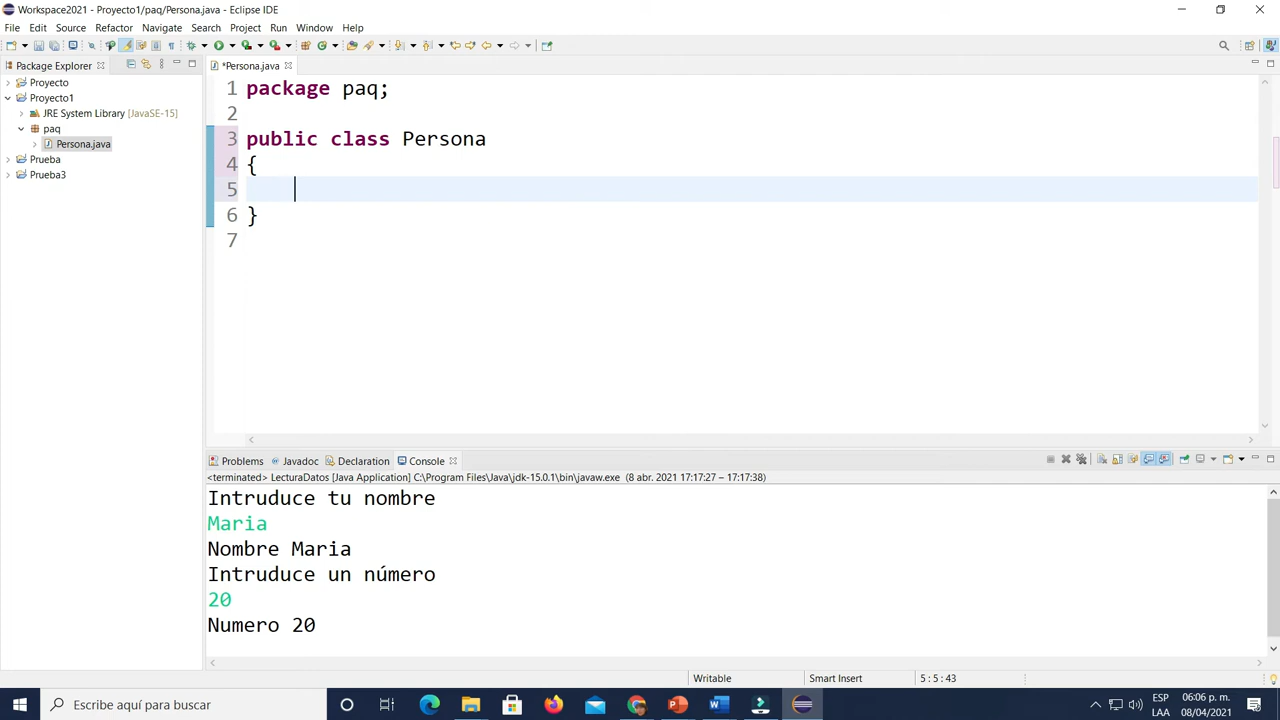 Workspace2021 - Proyecto1/paq/Persona.java - Eclipse IDE
File Edit Source Refactor Navigate Search Project Run Window Help
Package Explorer
*Persona.java
Proyecto
Proyecto1
JRE System Library [JavaSE-15]
paq
Persona.java
Prueba
Prueba3
1 package paq;
2
3 public class Persona
4 {
5
6 }
7
Problems Javadoc Declaration Console
<terminated> LecturaDatos [Java Application] C:\Program Files\Java\jdk-15.0.1\bin\javaw.exe (8 abr. 2021 17:17:27 – 17:17:38)
Intruduce tu nombre
Maria
Nombre Maria
Intruduce un número
20
Numero 20
Writable Smart Insert 5 : 5 : 43
Escribe aquí para buscar
ESP 06:06 p. m.
LAA 08/04/2021